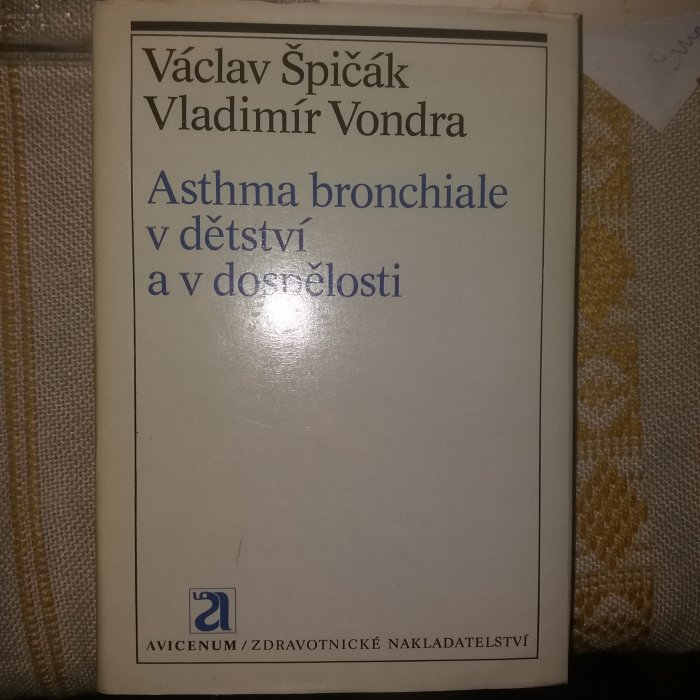 Václav Špičák
Vladimír Vondra
Asthma bronchiale
v dětství
a v dospělosti
AVICENUM / ZDRAVOTNICKÉ NAKLADATELSTVÍ